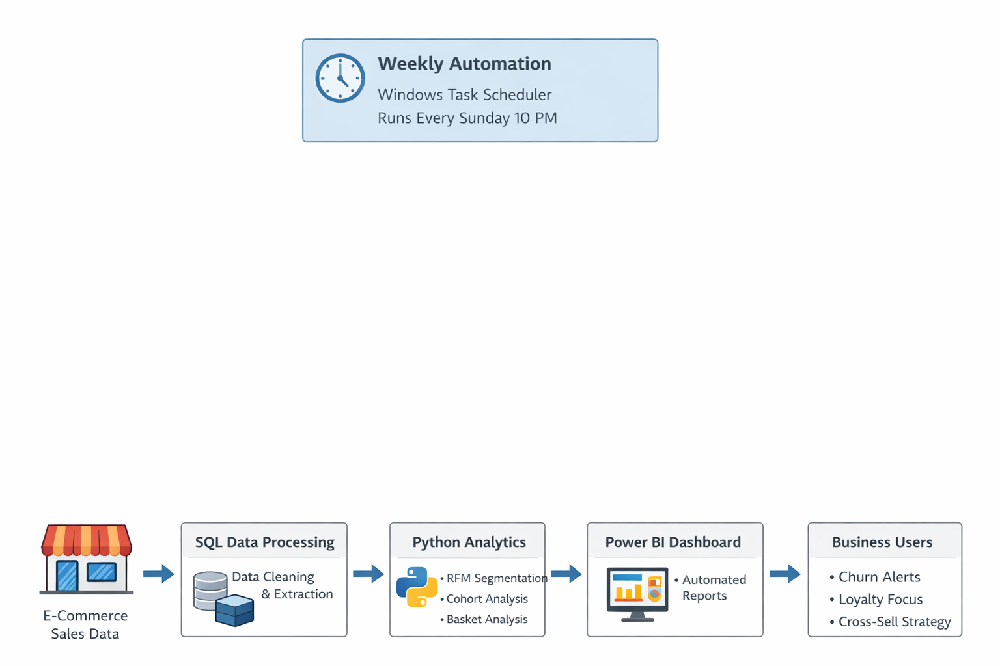 Weekly Automation
Windows Task Scheduler
Runs Every Sunday 10 PM
E-Commerce
Sales Data
SQL Data Processing
Data Cleaning
& Extraction
Python Analytics
• RFM Segmentation
• Cohort Analysis
• Basket Analysis
Power BI Dashboard
• Automated
Reports
Business Users
• Churn Alerts
• Loyalty Focus
• Cross-Sell Strategy